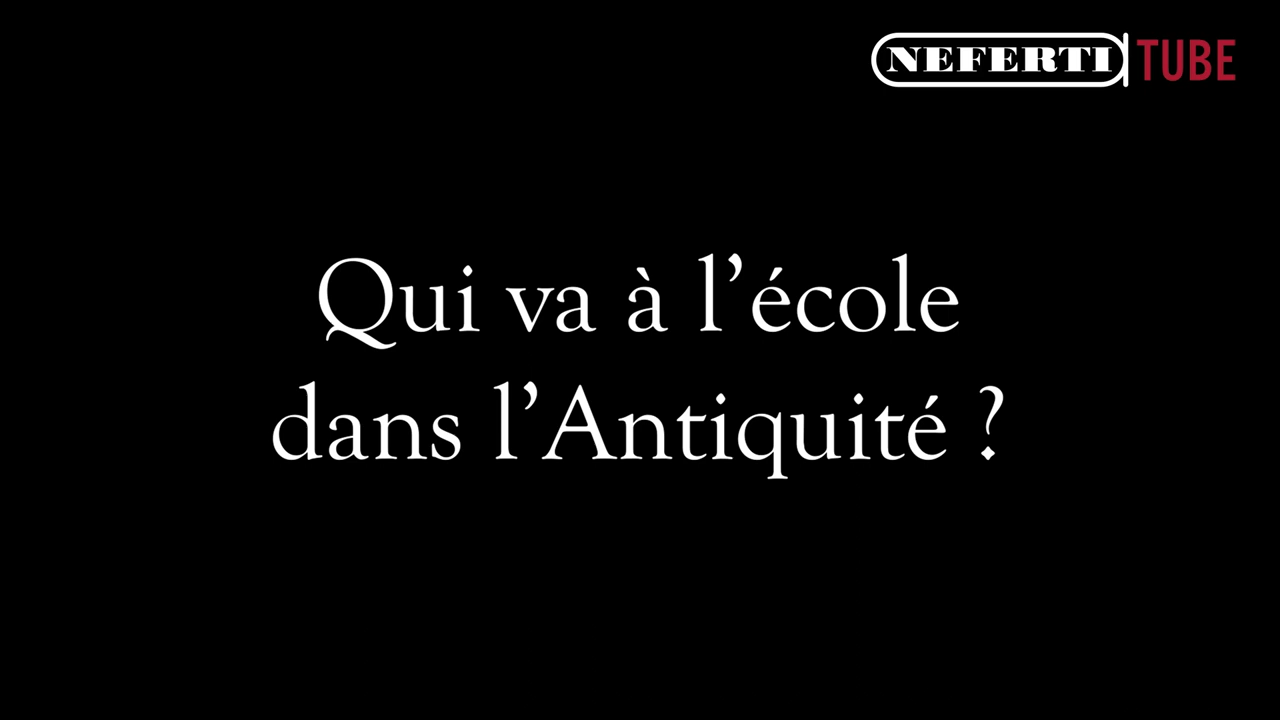 NEFERTI TUBE
Qui va à l’école
dans l’Antiquité ?